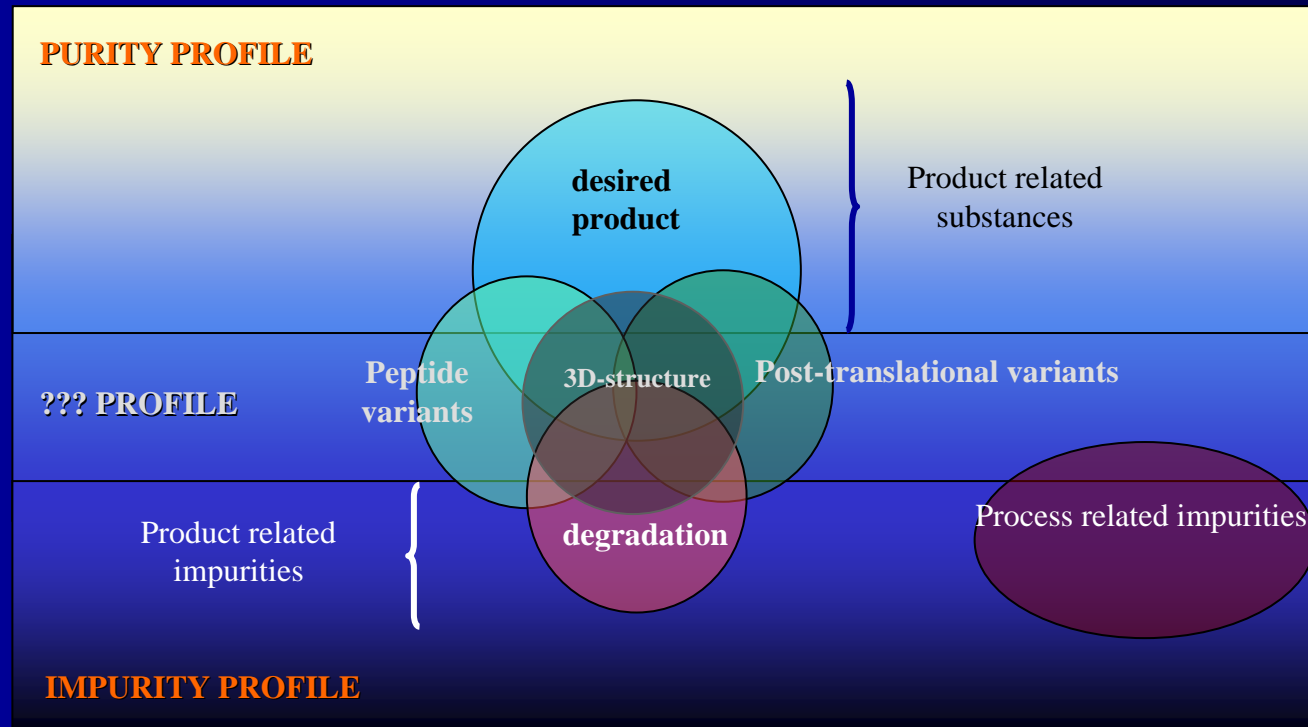 PURITY PROFILE
desired
product
Product related
substances
Peptide
variants
3D-structure
Post-translational variants
??? PROFILE
Product related
impurities
degradation
Process related impurities
IMPURITY PROFILE